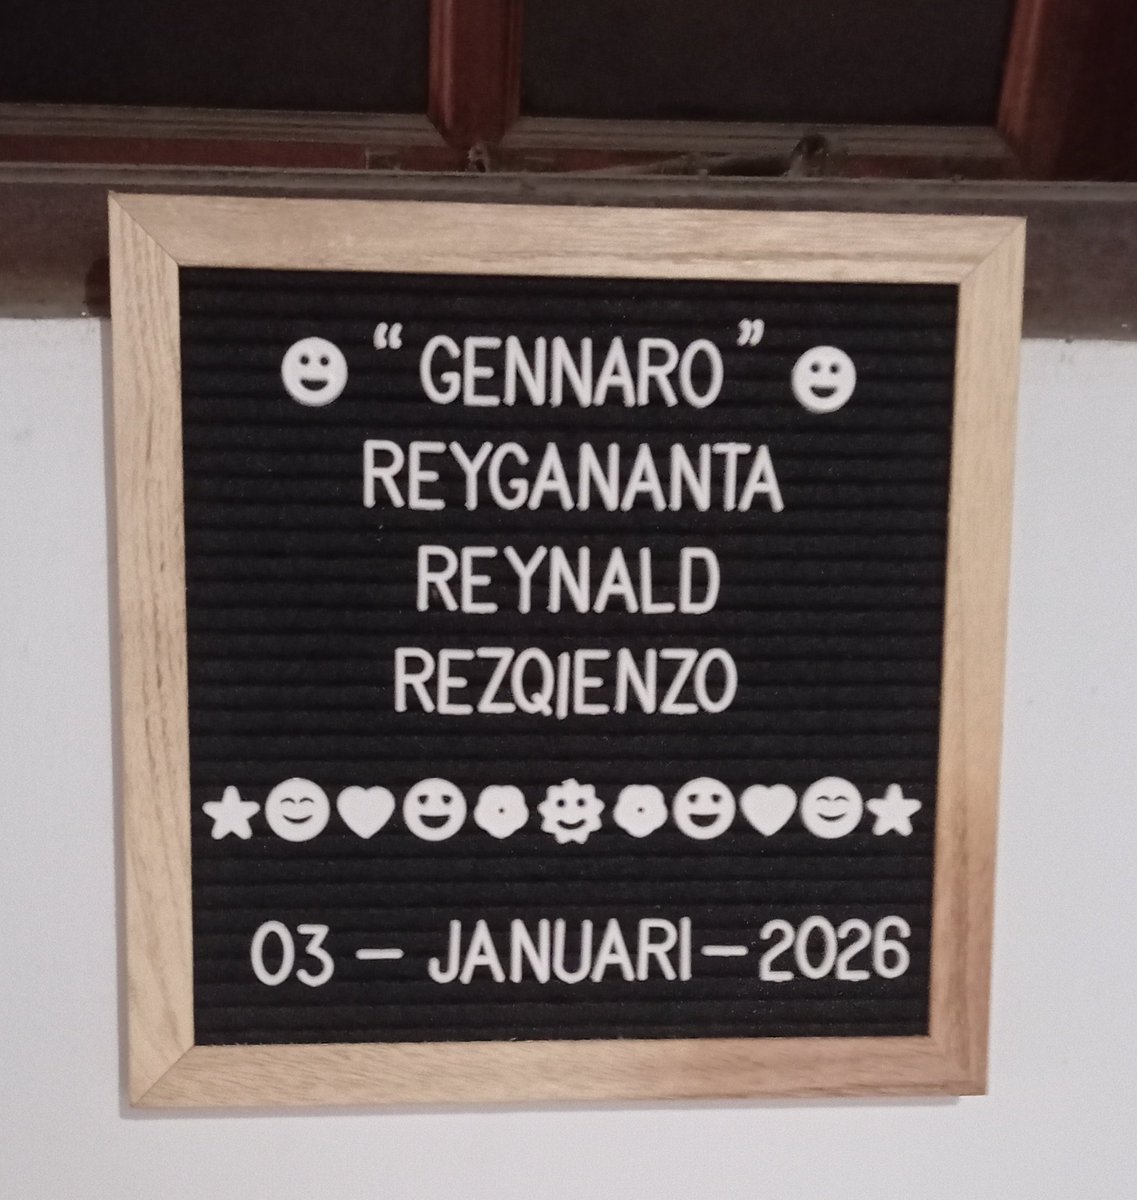 “GENNARO”
REYGANANTA
REYNALD
REZQIENZO
03 - JANUARI - 2026